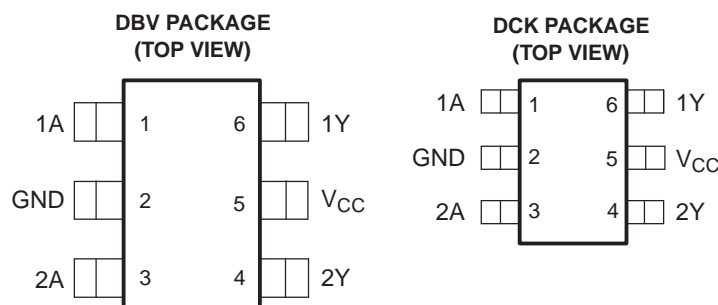 DBV PACKAGE
(TOP VIEW)
1A 1 6 1Y
GND 2 5 VCC
2A 3 4 2Y
DCK PACKAGE
(TOP VIEW)
1A 1 6 1Y
GND 2 5 VCC
2A 3 4 2Y